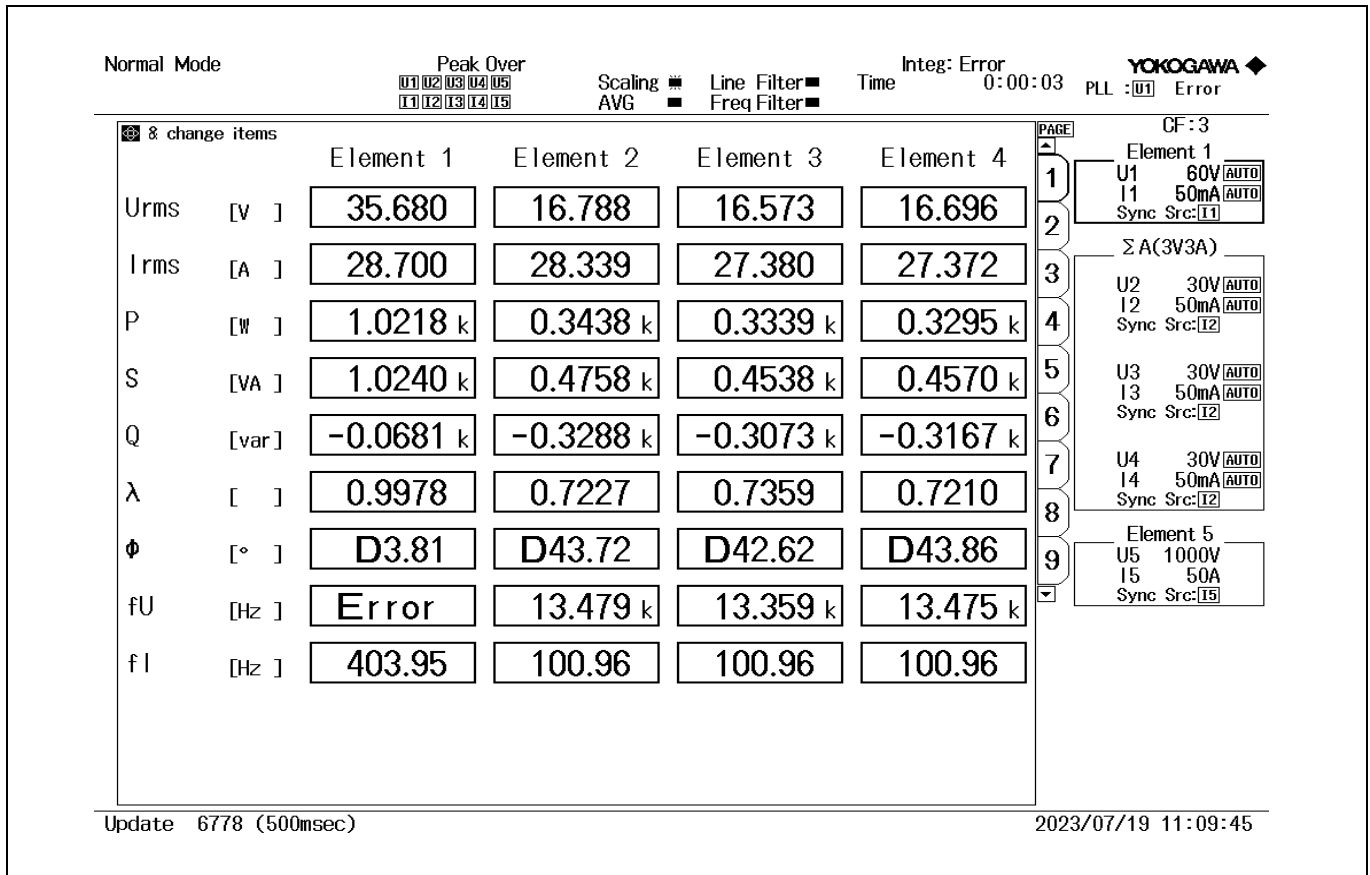 Normal Mode Peak Over Integ: Error YOKOGAWA
U1 U2 U3 U4 U5 Scaling Line Filter Time 0:00:03 PLL :U1 Error
I1 I2 I3 I4 I5 AVG Freq Filter
8 change items PAGE CF:3
Element 1 Element 2 Element 3 Element 4
Urms [V ] 35.680 16.788 16.573 16.696
Irms [A ] 28.700 28.339 27.380 27.372
P [W ] 1.0218 k 0.3438 k 0.3339 k 0.3295 k
S [VA ] 1.0240 k 0.4758 k 0.4538 k 0.4570 k
Q [var] -0.0681 k -0.3288 k -0.3073 k -0.3167 k
λ [ ] 0.9978 0.7227 0.7359 0.7210
Φ [° ] D3.81 D43.72 D42.62 D43.86
fU [Hz ] Error 13.479 k 13.359 k 13.475 k
fI [Hz ] 403.95 100.96 100.96 100.96
1
2
3
4
5
6
7
8
9
Element 1
U1 60V AUTO
I1 50mA AUTO
Sync Src:I1
ΣA(3V3A)
U2 30V AUTO
I2 50mA AUTO
Sync Src:I2
U3 30V AUTO
I3 50mA AUTO
Sync Src:I2
U4 30V AUTO
I4 50mA AUTO
Sync Src:I2
Element 5
U5 1000V
I5 50A
Sync Src:I5
Update 6778 (500msec) 2023/07/19 11:09:45